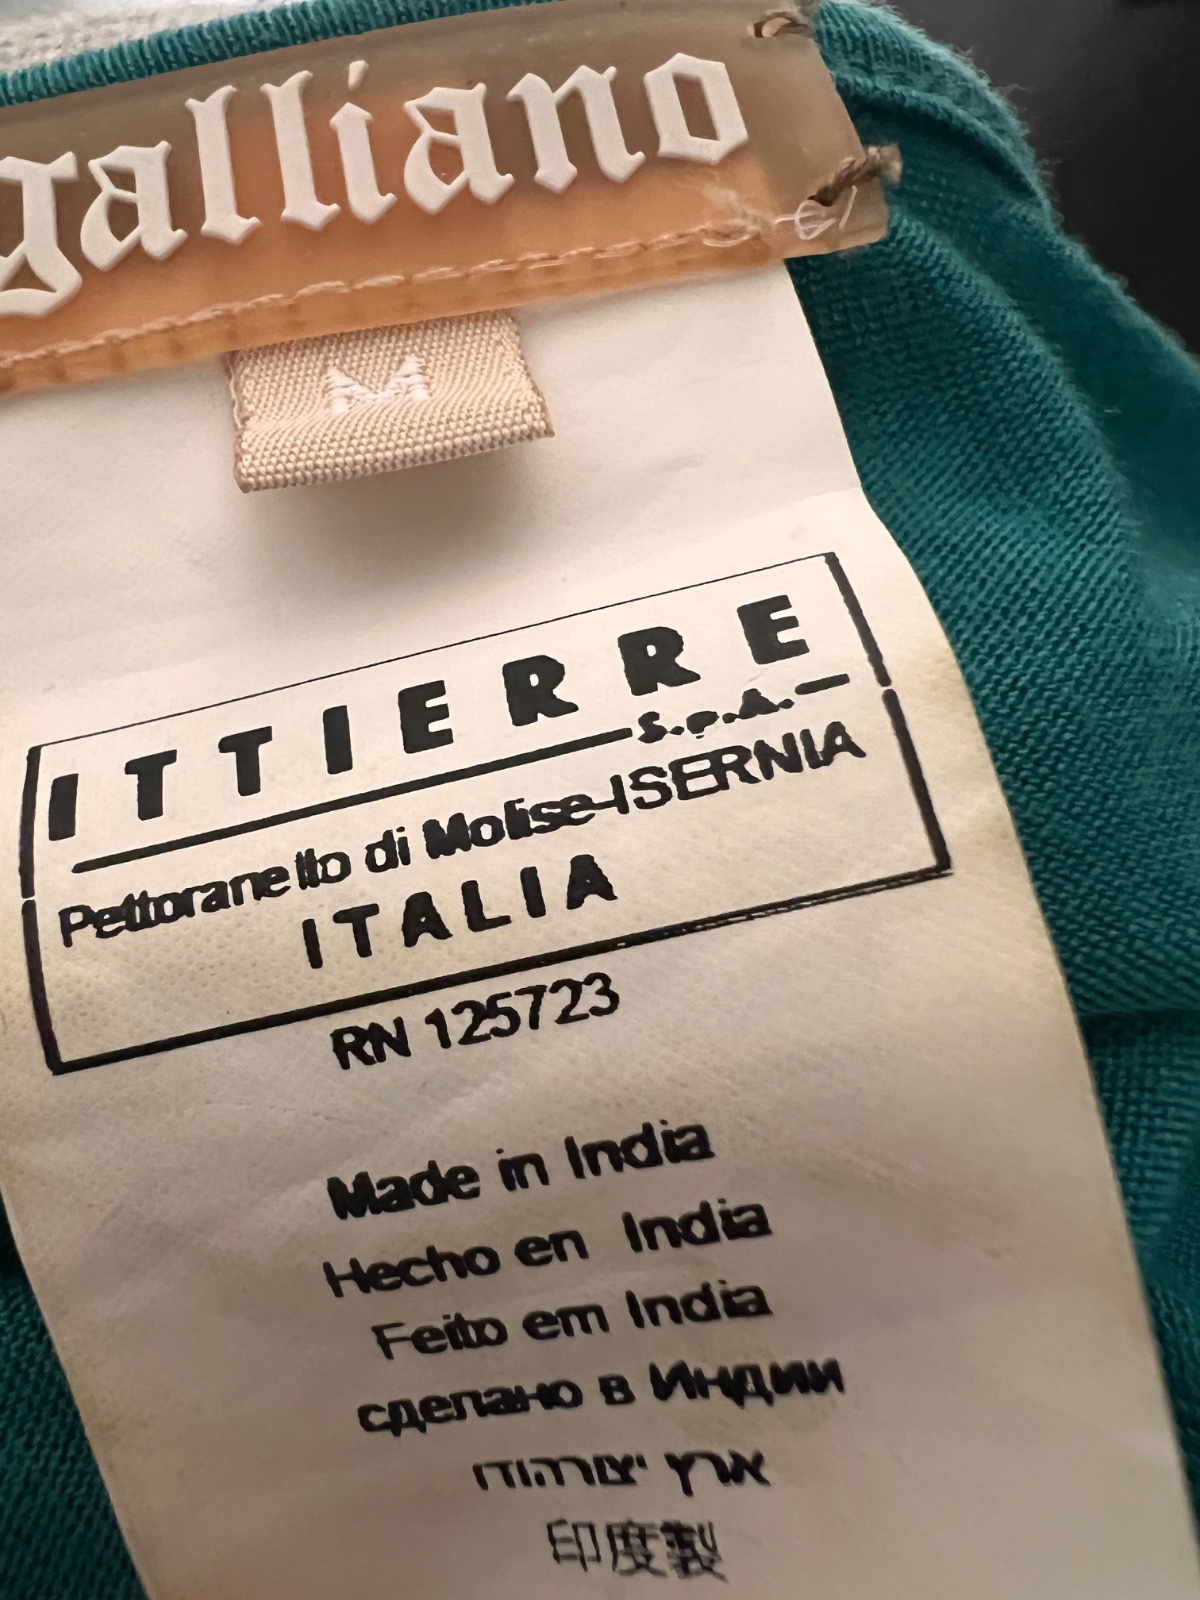 galliano
M
ITTIERRE
S.p.A.
Pettoranello di Molise-ISERNIA
ITALIA
RN 125723
Made in India
Hecho en India
Feito em India
сделано в Индии
ארץ יצור הודו
印度製